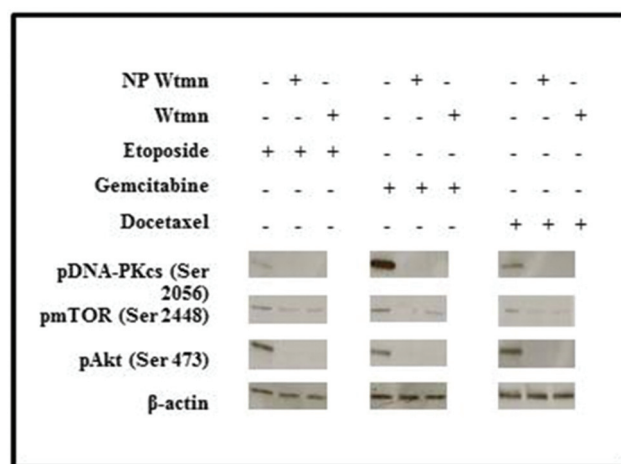 NP Wtmn - + - - + - - + -
Wtmn - - + - - + - - +
Etoposide + + + - - - - - -
Gemcitabine - - - + + + - - -
Docetaxel - - - - - - + + +
pDNA-PKcs (Ser
2056)
pmTOR (Ser 2448)
pAkt (Ser 473)
β-actin